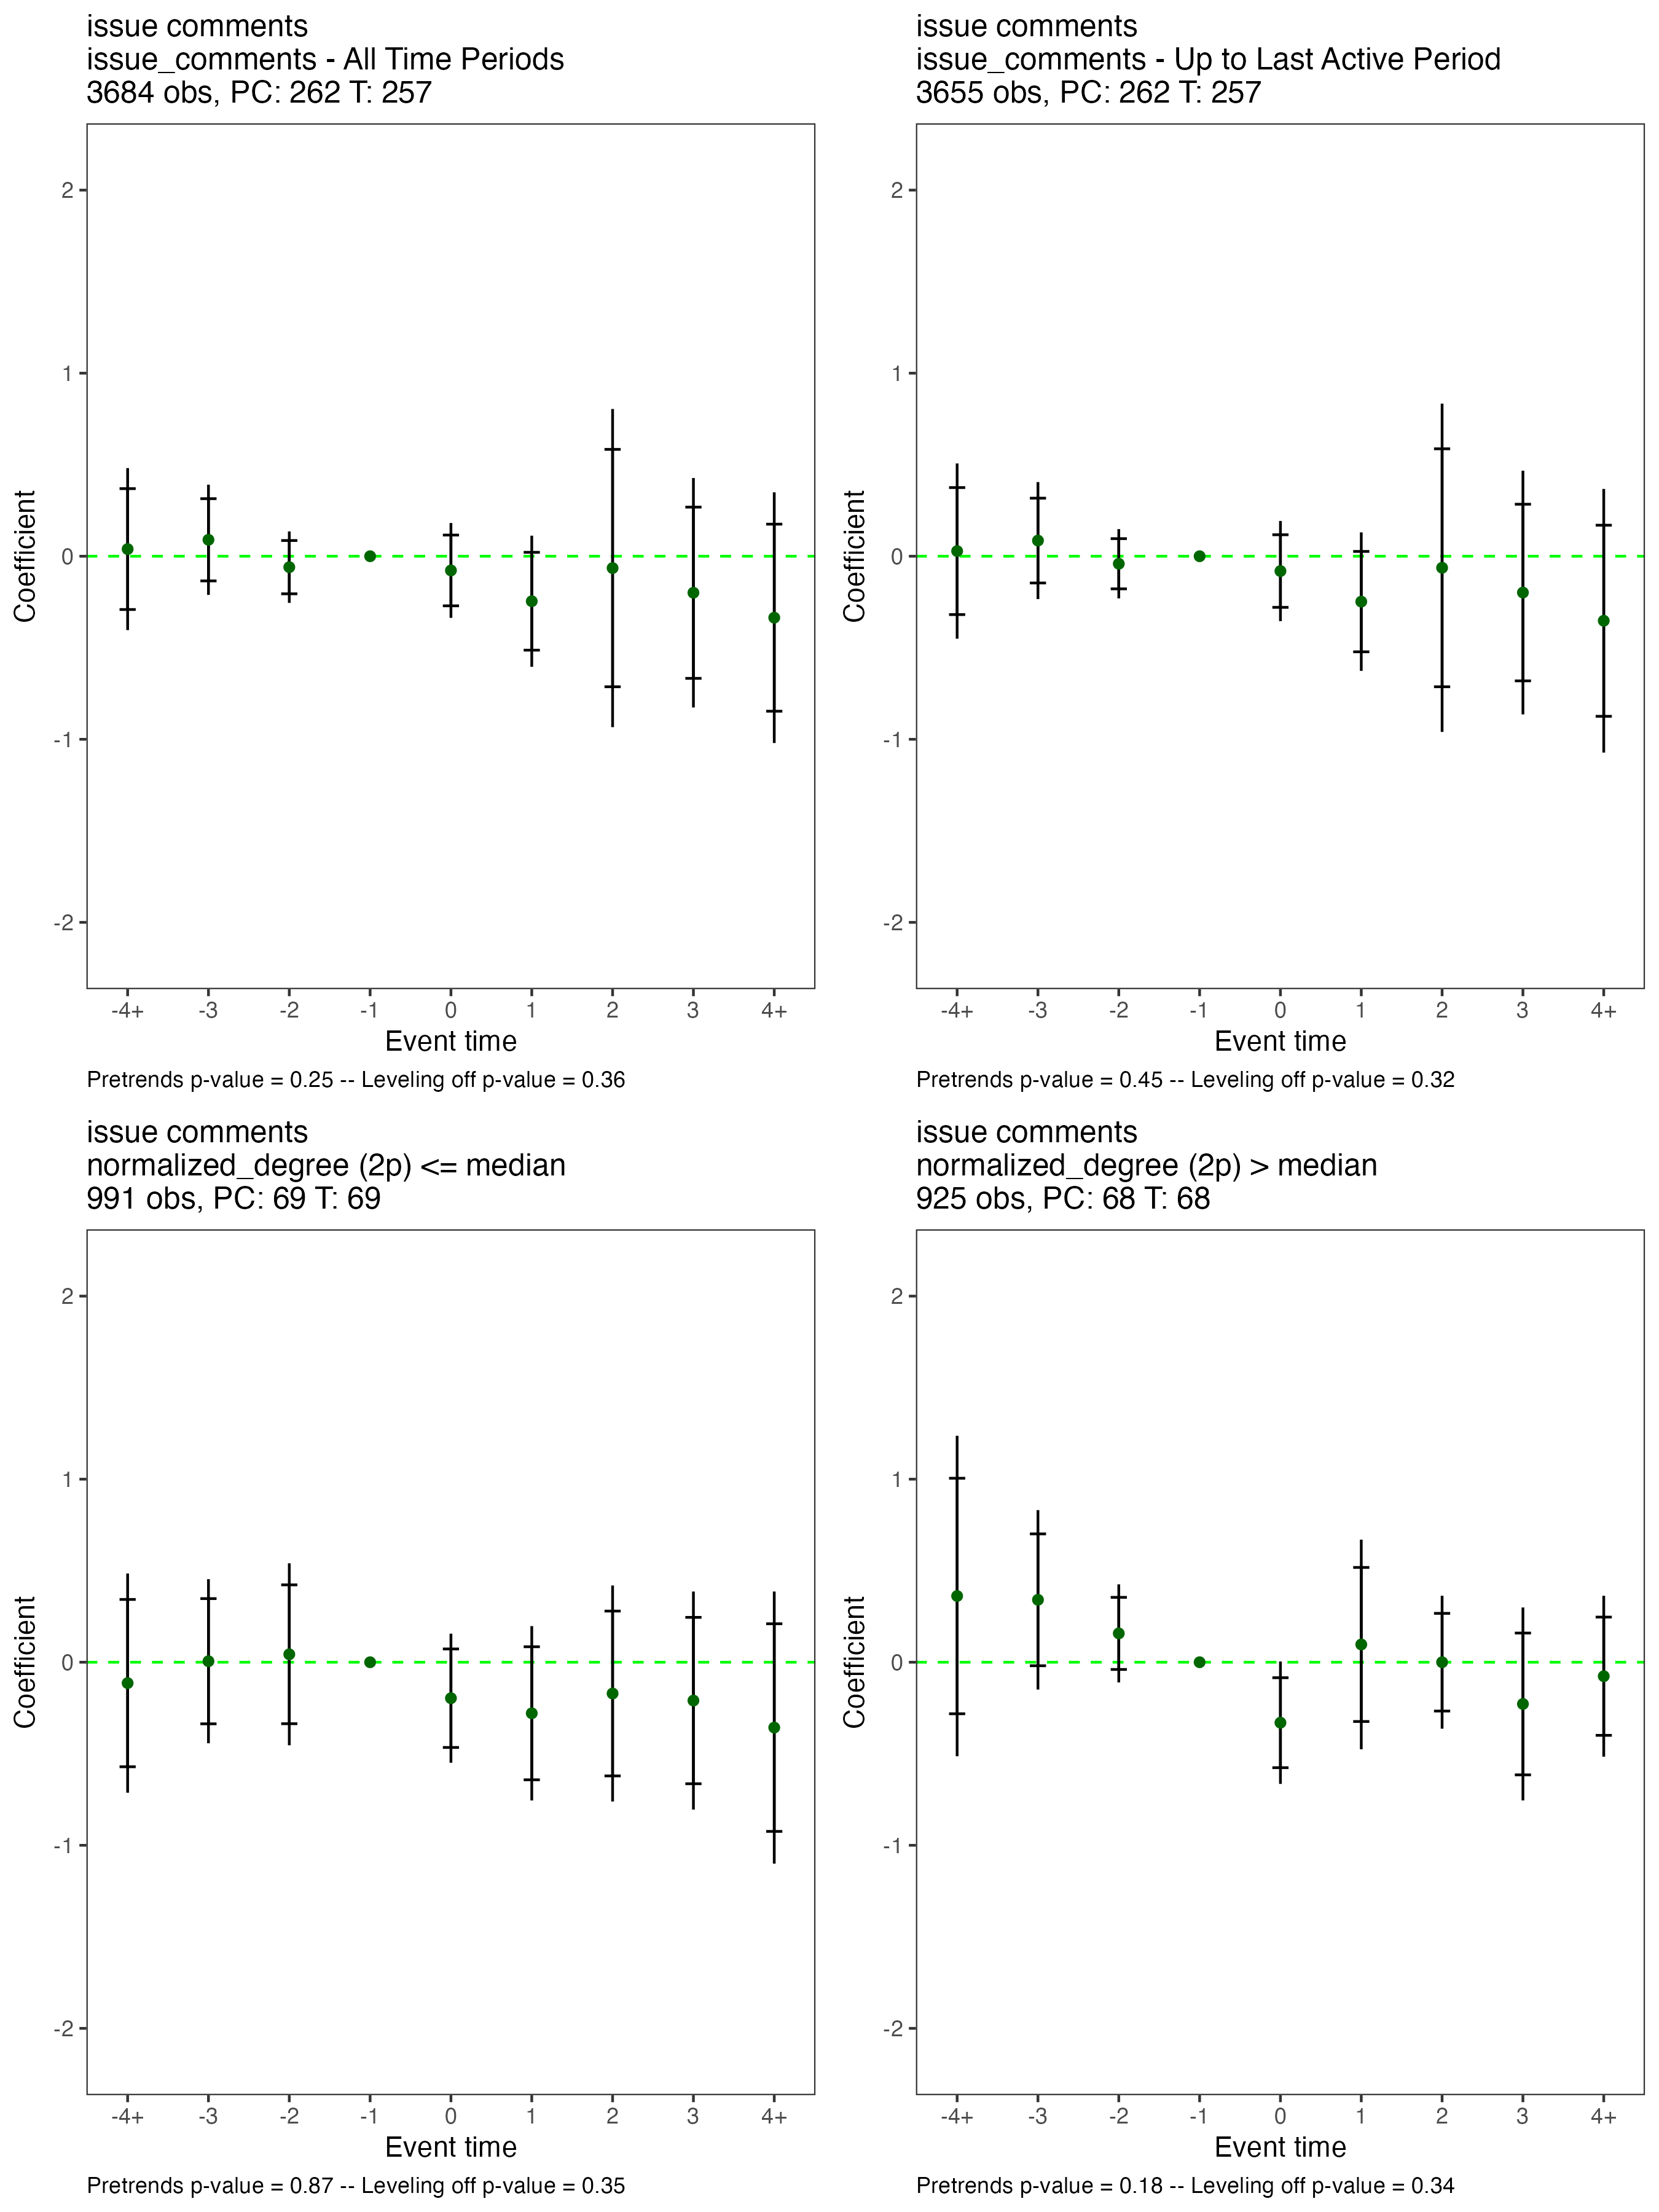 issue comments
issue_comments - All Time Periods
3684 obs, PC: 262 T: 257
Coefficient
2
1
0
-1
-2
-4+ -3 -2 -1 0 1 2 3 4+
Event time
Pretrends p-value = 0.25 -- Leveling off p-value = 0.36
issue comments
issue_comments - Up to Last Active Period
3655 obs, PC: 262 T: 257
Coefficient
2
1
0
-1
-2
-4+ -3 -2 -1 0 1 2 3 4+
Event time
Pretrends p-value = 0.45 -- Leveling off p-value = 0.32
issue comments
normalized_degree (2p) <= median
991 obs, PC: 69 T: 69
Coefficient
2
1
0
-1
-2
-4+ -3 -2 -1 0 1 2 3 4+
Event time
Pretrends p-value = 0.87 -- Leveling off p-value = 0.35
issue comments
normalized_degree (2p) > median
925 obs, PC: 68 T: 68
Coefficient
2
1
0
-1
-2
-4+ -3 -2 -1 0 1 2 3 4+
Event time
Pretrends p-value = 0.18 -- Leveling off p-value = 0.34